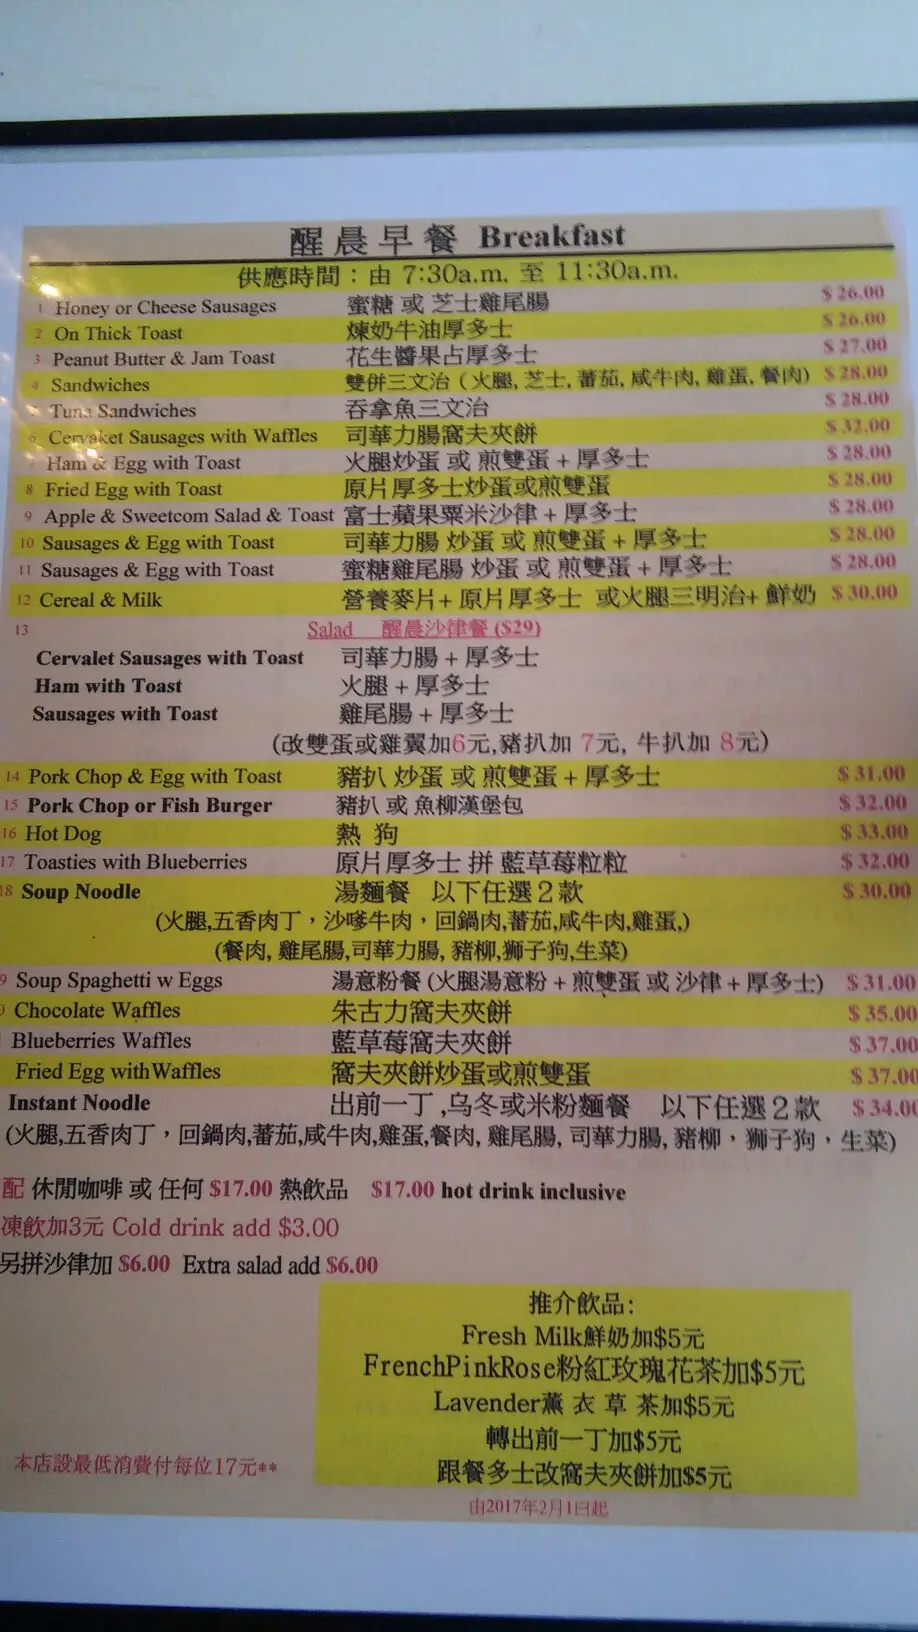 醒晨早餐 Breakfast
供應時間：由 7:30a.m. 至 11:30a.m.
1 Honey or Cheese Sausages 蜜糖 或 芝士雞尾腸 $ 26.00
2 On Thick Toast 煉奶牛油厚多士 $ 26.00
3 Peanut Butter & Jam Toast 花生醬果占厚多士 $ 27.00
4 Sandwiches 雙併三文治 (火腿, 芝士, 蕃茄, 咸牛肉, 雞蛋, 餐肉) $ 28.00
Tuna Sandwiches 吞拿魚三文治 $ 28.00
6 Cervaket Sausages with Waffles 司華力腸窩夫夾餅 $ 32.00
7 Ham & Egg with Toast 火腿炒蛋 或 煎雙蛋 + 厚多士 $ 28.00
8 Fried Egg with Toast 原片厚多士炒蛋或煎雙蛋 $ 28.00
9 Apple & Sweetcom Salad & Toast 富士蘋果粟米沙律 + 厚多士 $ 28.00
10 Sausages & Egg with Toast 司華力腸 炒蛋 或 煎雙蛋 + 厚多士 $ 28.00
11 Sausages & Egg with Toast 蜜糖雞尾腸 炒蛋 或 煎雙蛋 + 厚多士 $ 28.00
12 Cereal & Milk 營養麥片+ 原片厚多士 或火腿三明治+ 鮮奶 $ 30.00
13 Salad 醒晨沙律餐 ($29)
Cervalet Sausages with Toast 司華力腸 + 厚多士
Ham with Toast 火腿 + 厚多士
Sausages with Toast 雞尾腸 + 厚多士
(改雙蛋或雞翼加6元,豬扒加 7元, 牛扒加 8元)
14 Pork Chop & Egg with Toast 豬扒 炒蛋 或 煎雙蛋 + 厚多士 $ 31.00
15 Pork Chop or Fish Burger 豬扒 或 魚柳漢堡包 $ 32.00
16 Hot Dog 熱 狗 $ 33.00
17 Toasties with Blueberries 原片厚多士 拼 藍草莓粒粒 $ 32.00
18 Soup Noodle 湯麵餐 以下任選2款 $ 30.00
(火腿,五香肉丁，沙嗲牛肉，回鍋肉,蕃茄,咸牛肉,雞蛋,)
(餐肉, 雞尾腸,司華力腸, 豬柳,獅子狗,生菜)
9 Soup Spaghetti w Eggs 湯意粉餐 (火腿湯意粉 + 煎雙蛋 或 沙律 + 厚多士) $ 31.00
0 Chocolate Waffles 朱古力窩夫夾餅 $ 35.00
Blueberries Waffles 藍草莓窩夫夾餅 $ 37.00
Fried Egg withWaffles 窩夫夾餅炒蛋或煎雙蛋 $ 37.00
Instant Noodle 出前一丁,乌冬或米粉麵餐 以下任選2款 $ 34.00
(火腿,五香肉丁，回鍋肉,蕃茄,咸牛肉,雞蛋,餐肉, 雞尾腸, 司華力腸, 豬柳，獅子狗，生菜)
配 休閒咖啡 或 任何 $17.00 熱飲品 $17.00 hot drink inclusive
凍飲加3元 Cold drink add $3.00
另拼沙律加 $6.00 Extra salad add $6.00
推介飲品:
Fresh Milk鮮奶加$5元
FrenchPinkRose粉紅玫瑰花茶加$5元
Lavender薰 衣 草 茶加$5元
轉出前一丁加$5元
跟餐多士改窩夫夾餅加$5元
本店設最低消費付每位17元**
由2017年2月1日起